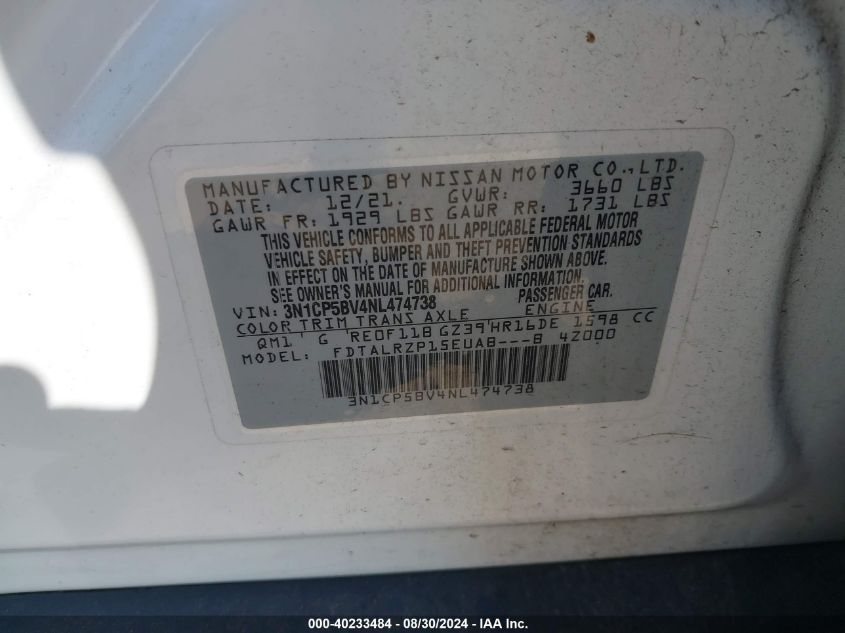 MANUFACTURED BY NISSAN MOTOR CO., LTD.
DATE: 12/21. GVWR: 3660 LBS
GAWR FR: 1929 LBS GAWR RR: 1731 LBS
THIS VEHICLE CONFORMS TO ALL APPLICABLE FEDERAL MOTOR
VEHICLE SAFETY, BUMPER AND THEFT PREVENTION STANDARDS
IN EFFECT ON THE DATE OF MANUFACTURE SHOWN ABOVE.
SEE OWNER'S MANUAL FOR ADDITIONAL INFORMATION.
VIN: 3N1CP5BV4NL474738 PASSENGER CAR.
COLOR TRIM TRANS AXLE ENGINE
QM1 G RE0F11B GZ39 HR16DE 1598 CC
MODEL: FDTALRZP15EUAB---B 4Z000
3N1CP5BV4NL474738
000-40233484 - 08/30/2024 - IAAI.com